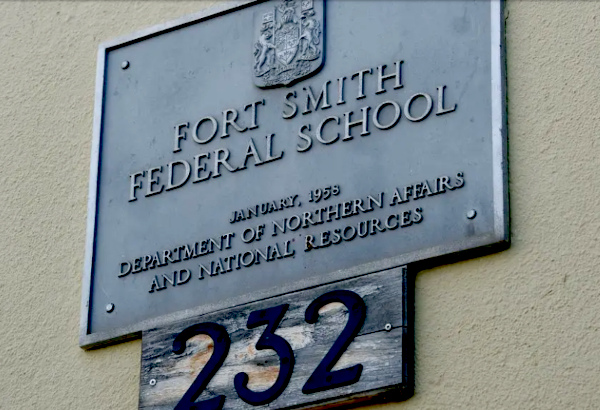 FORT SMITH
FEDERAL SCHOOL
JANUARY, 1958
DEPARTMENT OF NORTHERN AFFAIRS
AND NATIONAL RESOURCES
232